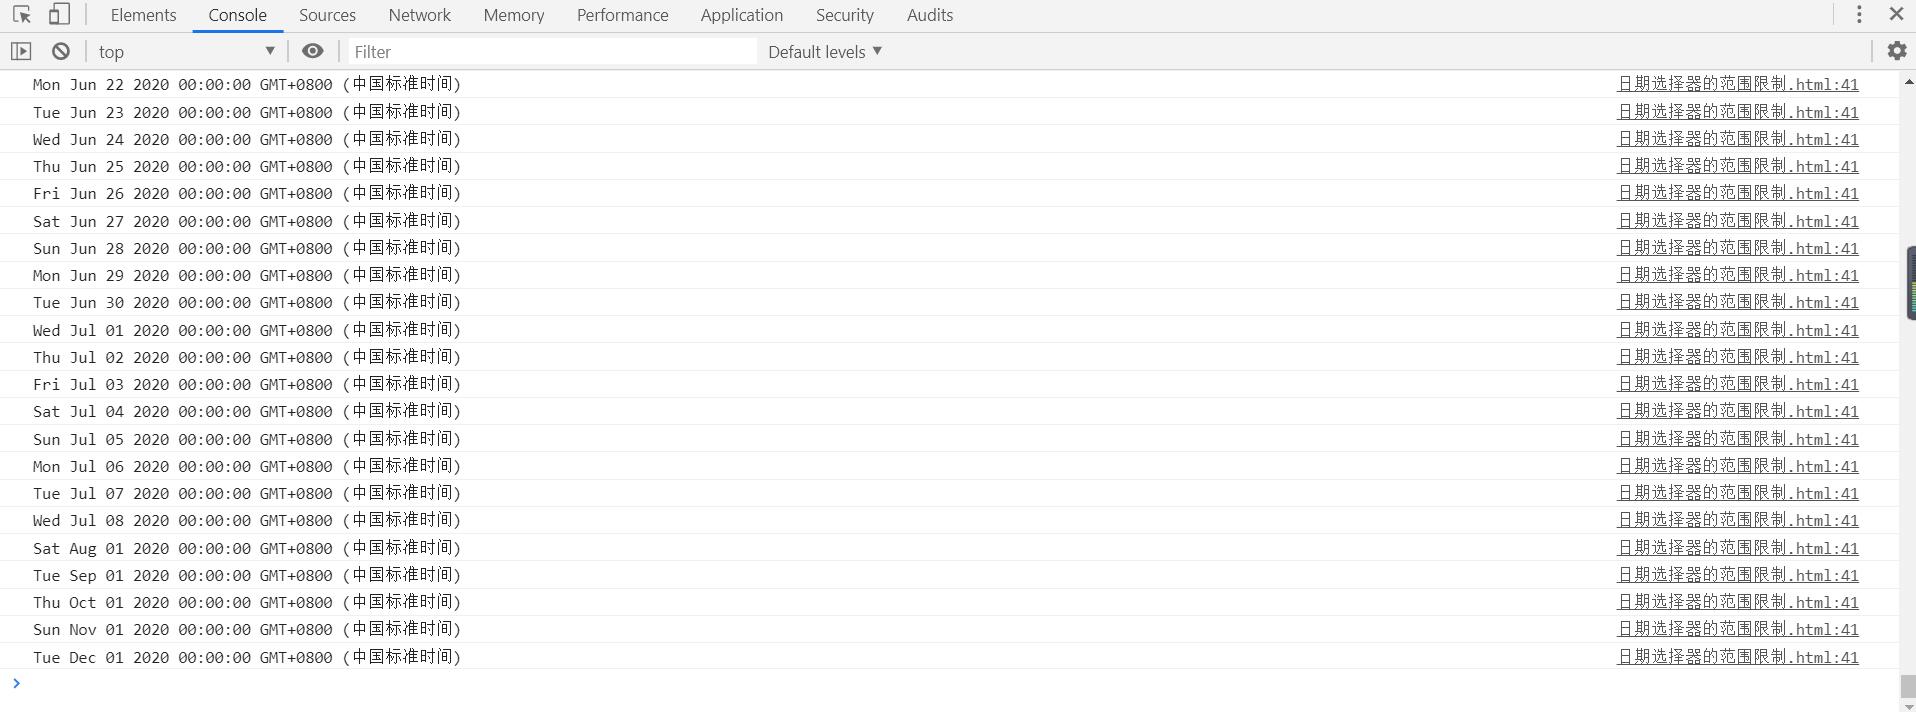 Elements Console Sources Network Memory Performance Application Security Audits
top Filter Default levels
Mon Jun 22 2020 00:00:00 GMT+0800 (中国标准时间) 日期选择器的范围限制.html:41
Tue Jun 23 2020 00:00:00 GMT+0800 (中国标准时间) 日期选择器的范围限制.html:41
Wed Jun 24 2020 00:00:00 GMT+0800 (中国标准时间) 日期选择器的范围限制.html:41
Thu Jun 25 2020 00:00:00 GMT+0800 (中国标准时间) 日期选择器的范围限制.html:41
Fri Jun 26 2020 00:00:00 GMT+0800 (中国标准时间) 日期选择器的范围限制.html:41
Sat Jun 27 2020 00:00:00 GMT+0800 (中国标准时间) 日期选择器的范围限制.html:41
Sun Jun 28 2020 00:00:00 GMT+0800 (中国标准时间) 日期选择器的范围限制.html:41
Mon Jun 29 2020 00:00:00 GMT+0800 (中国标准时间) 日期选择器的范围限制.html:41
Tue Jun 30 2020 00:00:00 GMT+0800 (中国标准时间) 日期选择器的范围限制.html:41
Wed Jul 01 2020 00:00:00 GMT+0800 (中国标准时间) 日期选择器的范围限制.html:41
Thu Jul 02 2020 00:00:00 GMT+0800 (中国标准时间) 日期选择器的范围限制.html:41
Fri Jul 03 2020 00:00:00 GMT+0800 (中国标准时间) 日期选择器的范围限制.html:41
Sat Jul 04 2020 00:00:00 GMT+0800 (中国标准时间) 日期选择器的范围限制.html:41
Sun Jul 05 2020 00:00:00 GMT+0800 (中国标准时间) 日期选择器的范围限制.html:41
Mon Jul 06 2020 00:00:00 GMT+0800 (中国标准时间) 日期选择器的范围限制.html:41
Tue Jul 07 2020 00:00:00 GMT+0800 (中国标准时间) 日期选择器的范围限制.html:41
Wed Jul 08 2020 00:00:00 GMT+0800 (中国标准时间) 日期选择器的范围限制.html:41
Sat Aug 01 2020 00:00:00 GMT+0800 (中国标准时间) 日期选择器的范围限制.html:41
Tue Sep 01 2020 00:00:00 GMT+0800 (中国标准时间) 日期选择器的范围限制.html:41
Thu Oct 01 2020 00:00:00 GMT+0800 (中国标准时间) 日期选择器的范围限制.html:41
Sun Nov 01 2020 00:00:00 GMT+0800 (中国标准时间) 日期选择器的范围限制.html:41
Tue Dec 01 2020 00:00:00 GMT+0800 (中国标准时间) 日期选择器的范围限制.html:41